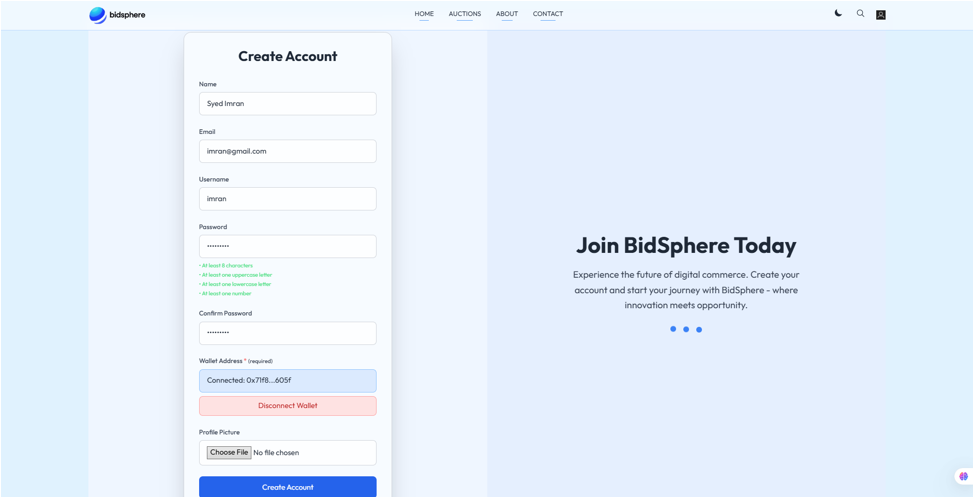 bidsphere
HOME AUCTIONS ABOUT CONTACT
Create Account
Name
Syed Imran
Email
imran@gmail.com
Username
imran
Password
•••••••••
• At least 8 characters
• At least one uppercase letter
• At least one lowercase letter
• At least one number
Confirm Password
•••••••••
Wallet Address * (required)
Connected: 0x71f8...605f
Disconnect Wallet
Profile Picture
Choose File No file chosen
Create Account
Join BidSphere Today
Experience the future of digital commerce. Create your
account and start your journey with BidSphere - where
innovation meets opportunity.